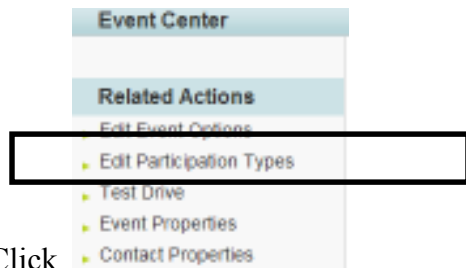 Event Center
Related Actions
Edit Event Options
Edit Participation Types
Test Drive
Event Properties
Click
Contact Properties